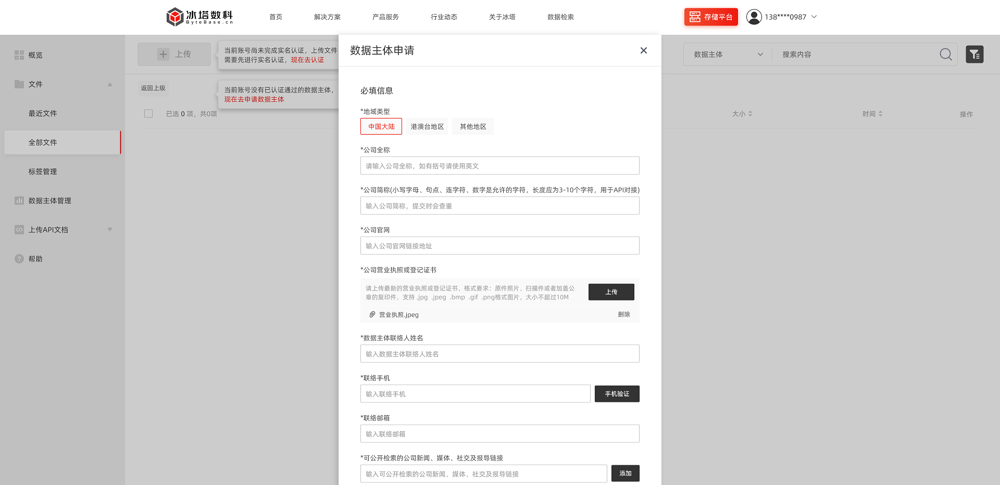 冰塔数科
ByteBase.cn
首页
解决方案
产品服务
行业动态
关于冰塔
数据检索
存储平台
138****0987
概览
文件
最近文件
全部文件
标签管理
数据主体管理
上传API文档
帮助
上传
当前账号尚未完成实名认证，上传文件
需要先进行实名认证，现在去认证
返回上级
当前账号没有已认证通过的数据主体，
现在去申请数据主体
已选 0 项，共0项
数据主体
搜索内容
大小
时间
操作
数据主体申请
必填信息
*地域类型
中国大陆
港澳台地区
其他地区
*公司全称
请输入公司全称，如有括号请使用英文
*公司简称(小写字母、句点、连字符、数字是允许的字符，长度应为3-10个字符，用于API对接)
输入公司简称，提交时会查重
*公司官网
输入公司官网链接地址
*公司营业执照或登记证书
请上传最新的营业执照或登记证书，格式要求：原件照片、扫描件或者加盖公
章的复印件，支持 .jpg .jpeg .bmp .gif .png格式图片，大小不超过10M
上传
营业执照.jpeg
删除
*数据主体联络人姓名
输入数据主体联络人姓名
*联络手机
输入联络手机
手机验证
*联络邮箱
输入联络邮箱
*可公开检索的公司新闻、媒体、社交及报导链接
输入可公开检索的公司新闻、媒体、社交及报导链接
添加